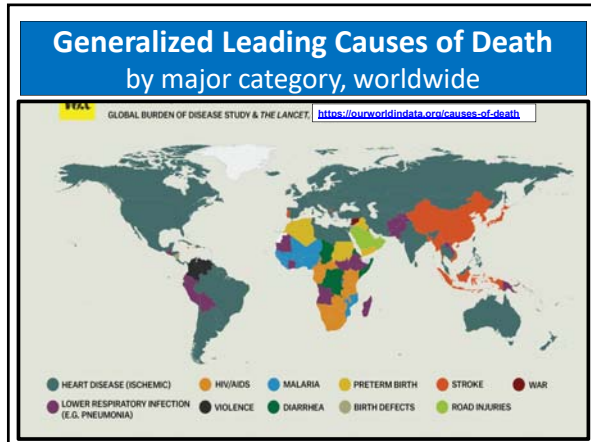 Generalized Leading Causes of Death
by major category, worldwide
GLOBAL BURDEN OF DISEASE STUDY & THE LANCET, https://ourworldindata.org/causes-of-death
HEART DISEASE (ISCHEMIC) HIV/AIDS MALARIA PRETERM BIRTH STROKE WAR
LOWER RESPIRATORY INFECTION VIOLENCE DIARRHEA BIRTH DEFECTS ROAD INJURIES
(E.G. PNEUMONIA)